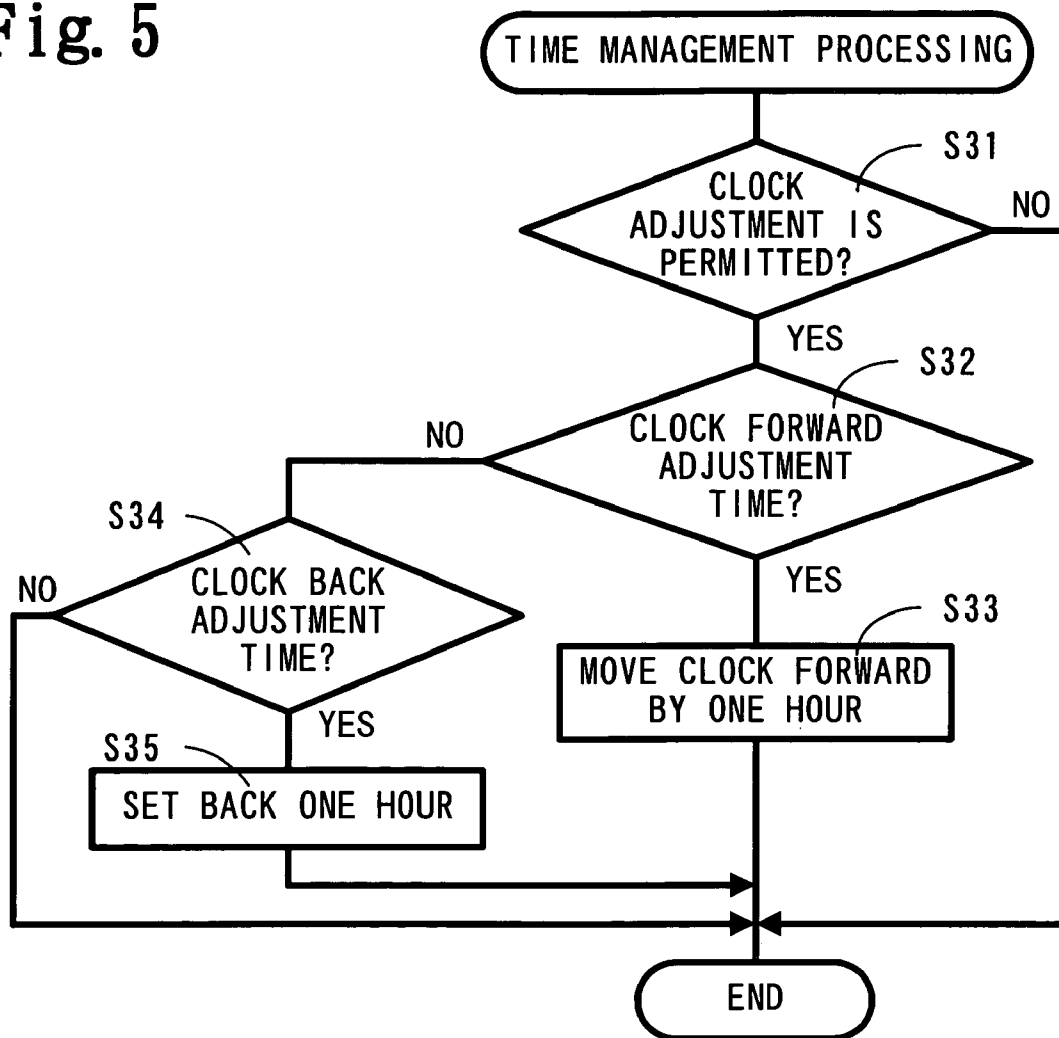 Fig. 5
TIME MANAGEMENT PROCESSING
S31
CLOCK
ADJUSTMENT IS
PERMITTED?
NO
YES
S32
CLOCK FORWARD
ADJUSTMENT
TIME?
NO
YES
S34
CLOCK BACK
ADJUSTMENT
TIME?
NO
YES
S33
MOVE CLOCK FORWARD
BY ONE HOUR
S35
SET BACK ONE HOUR
END